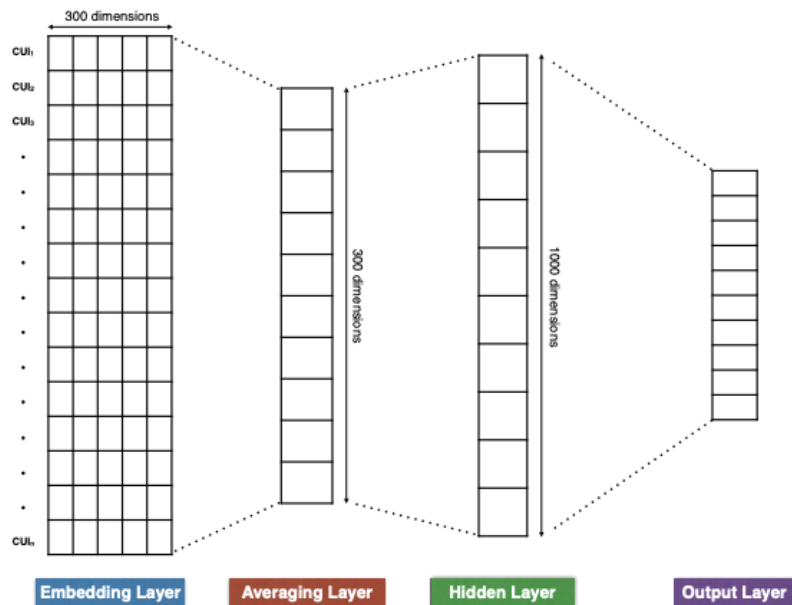 300 dimensions
CUI₁
CUI₂
CUI₃
300 dimensions
1000 dimensions
CUIₙ
Embedding Layer
Averaging Layer
Hidden Layer
Output Layer